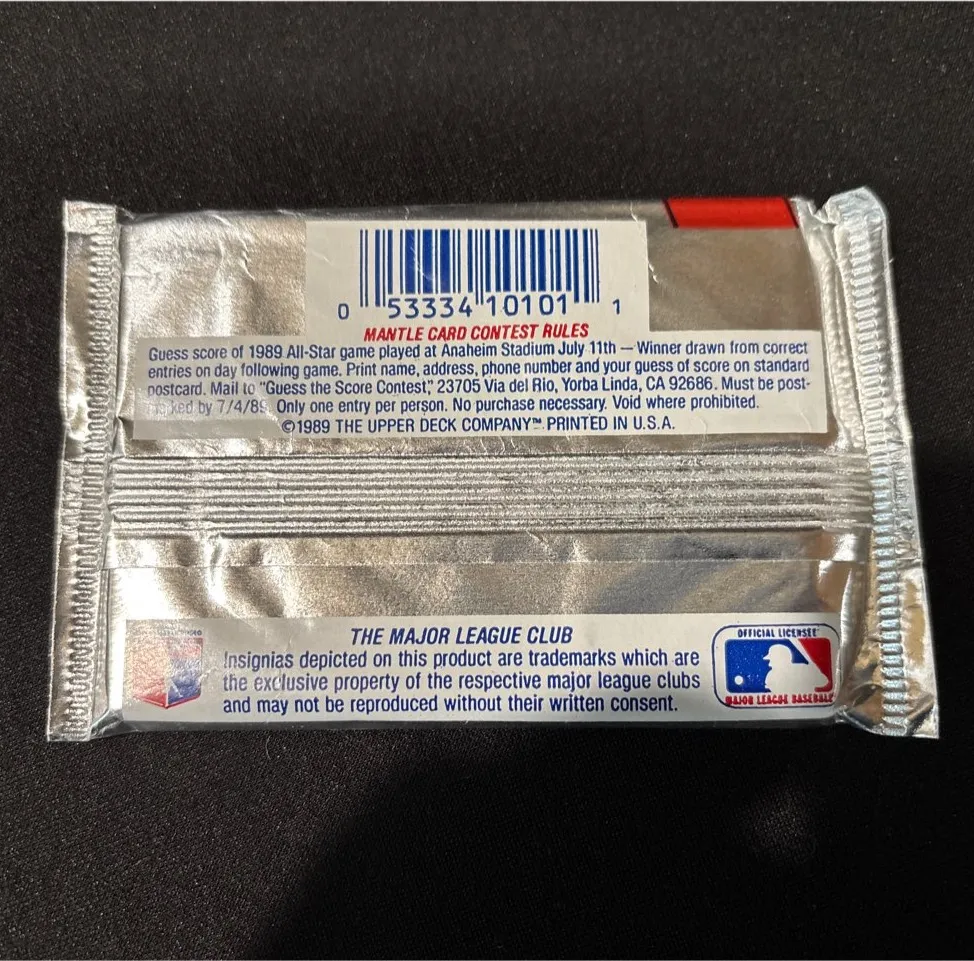 0 53334 10101 1
MANTLE CARD CONTEST RULES
Guess score of 1989 All-Star game played at Anaheim Stadium July 11th — Winner drawn from correct
entries on day following game. Print name, address, phone number and your guess of score on standard
postcard. Mail to "Guess the Score Contest," 23705 Via del Rio, Yorba Linda, CA 92686. Must be post-
marked by 7/4/89. Only one entry per person. No purchase necessary. Void where prohibited.
©1989 THE UPPER DECK COMPANY™ PRINTED IN U.S.A.
THE MAJOR LEAGUE CLUB
Insignias depicted on this product are trademarks which are
the exclusive property of the respective major league clubs
and may not be reproduced without their written consent.
OFFICIAL LICENSEE
MAJOR LEAGUE BASEBALL